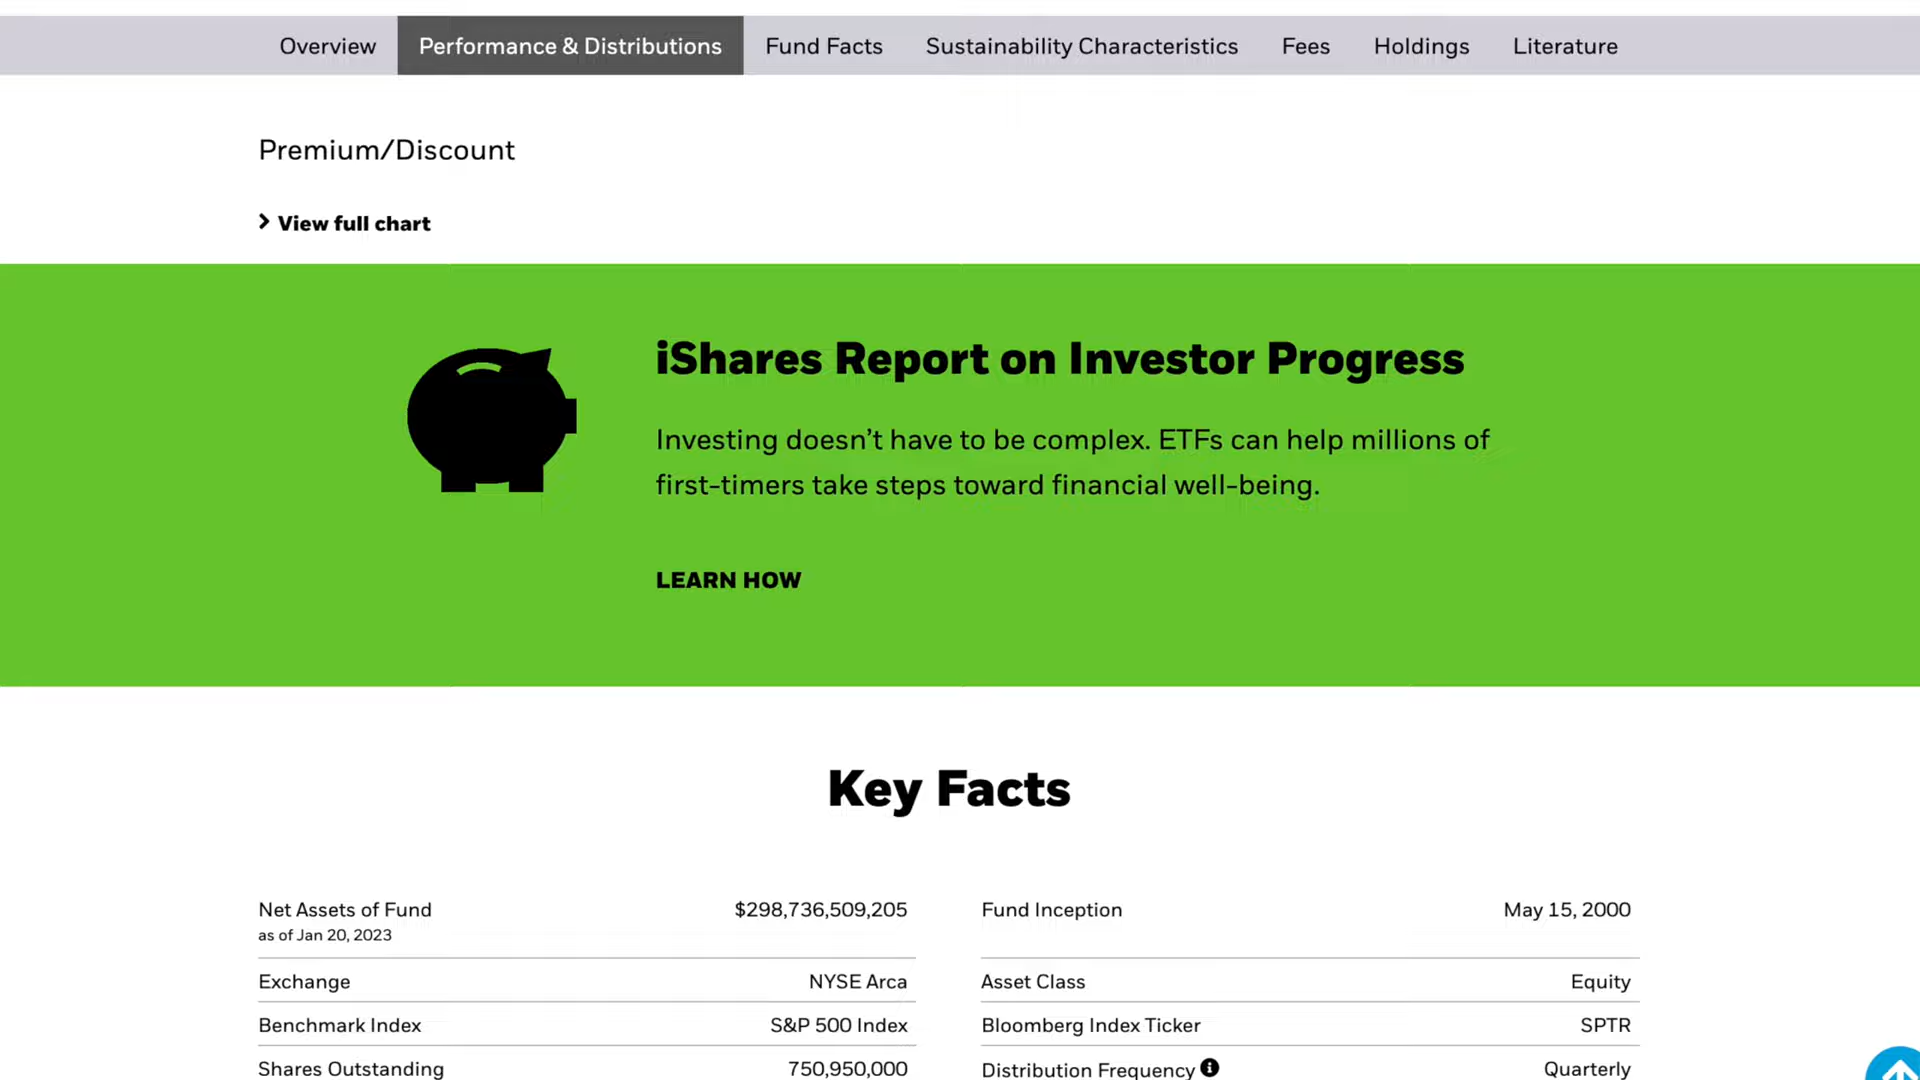 Overview Performance & Distributions Fund Facts Sustainability Characteristics Fees Holdings Literature
Premium/Discount
View full chart
iShares Report on Investor Progress
Investing doesn’t have to be complex. ETFs can help millions of
first-timers take steps toward financial well-being.
LEARN HOW
Key Facts
Net Assets of Fund $298,736,509,205
as of Jan 20, 2023
Fund Inception May 15, 2000
Exchange NYSE Arca
Asset Class Equity
Benchmark Index S&P 500 Index
Bloomberg Index Ticker SPTR
Shares Outstanding 750,950,000
Distribution Frequency Quarterly